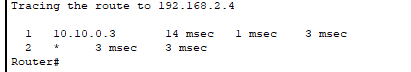 Tracing the route to 192.168.2.4
1 10.10.0.3 14 msec 1 msec 3 msec
2 * 3 msec 3 msec
Router#